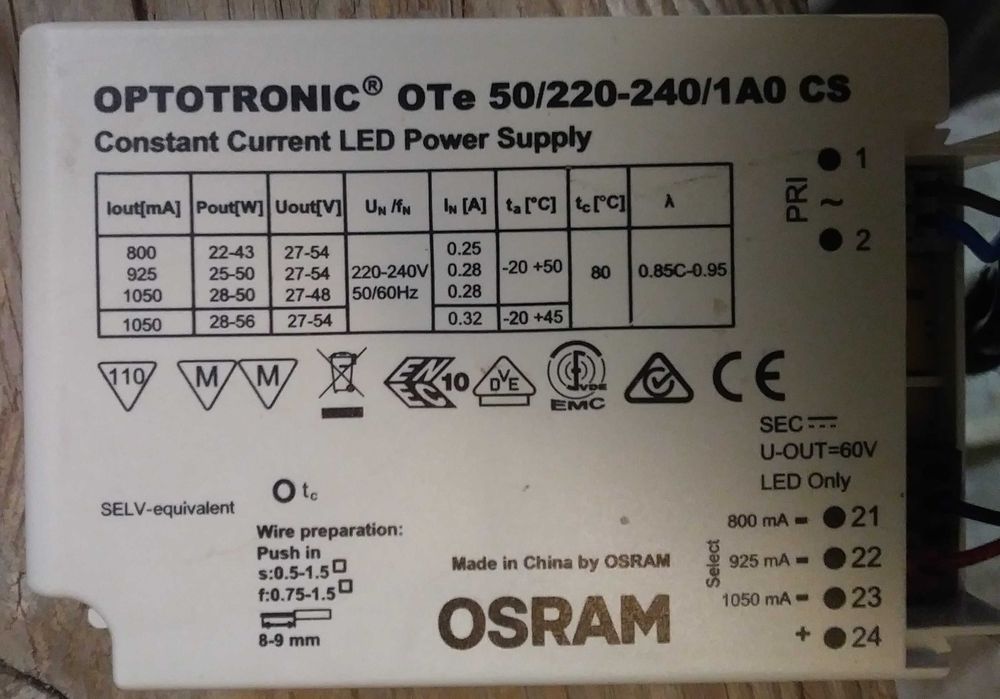 OPTOTRONIC® OTe 50/220-240/1A0 CS
Constant Current LED Power Supply
Iout[mA] Pout[W] Uout[V] UN /fN IN [A] ta [°C] tc [°C] λ
800 22-43 27-54 0.25
925 25-50 27-54 220-240V 0.28 -20 +50 80 0.85C-0.95
1050 28-50 27-48 50/60Hz 0.28
1050 28-56 27-54 0.32 -20 +45
PRI
~
1
2
110 M M EN EC 10 DVE VDE EMC CE
SEC
U-OUT=60V
LED Only
SELV-equivalent
tc
Wire preparation:
Push in
s:0.5-1.5□
f:0.75-1.5□
8-9 mm
Made in China by OSRAM
OSRAM
Select
800 mA – 21
925 mA – 22
1050 mA – 23
+ 24